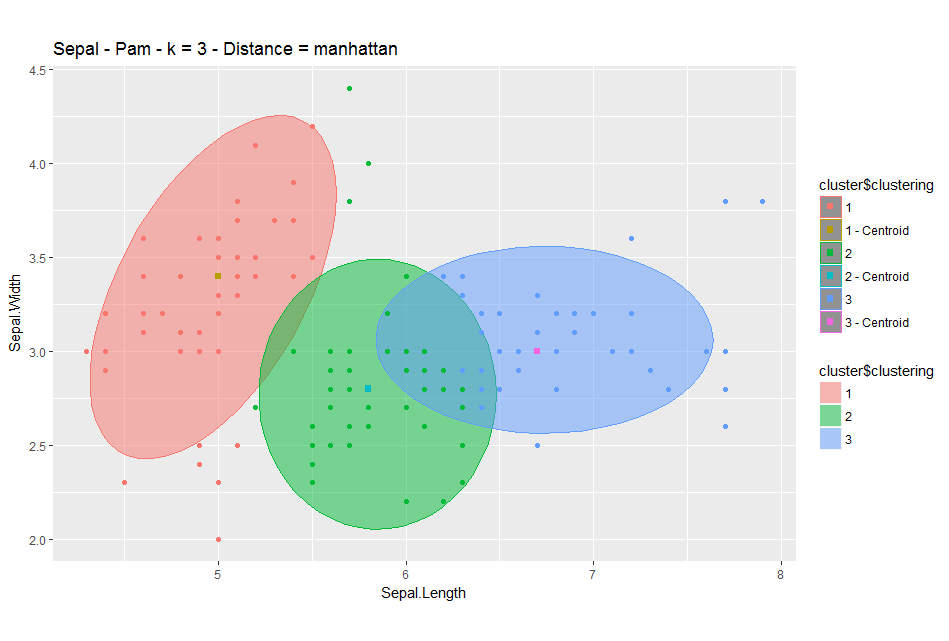 Sepal - Pam - k = 3 - Distance = manhattan
4.5
4.0
3.5
3.0
2.5
2.0
Sepal.Width
5
6
7
8
Sepal.Length
cluster$clustering
1
1 - Centroid
2
2 - Centroid
3
3 - Centroid
cluster$clustering
1
2
3